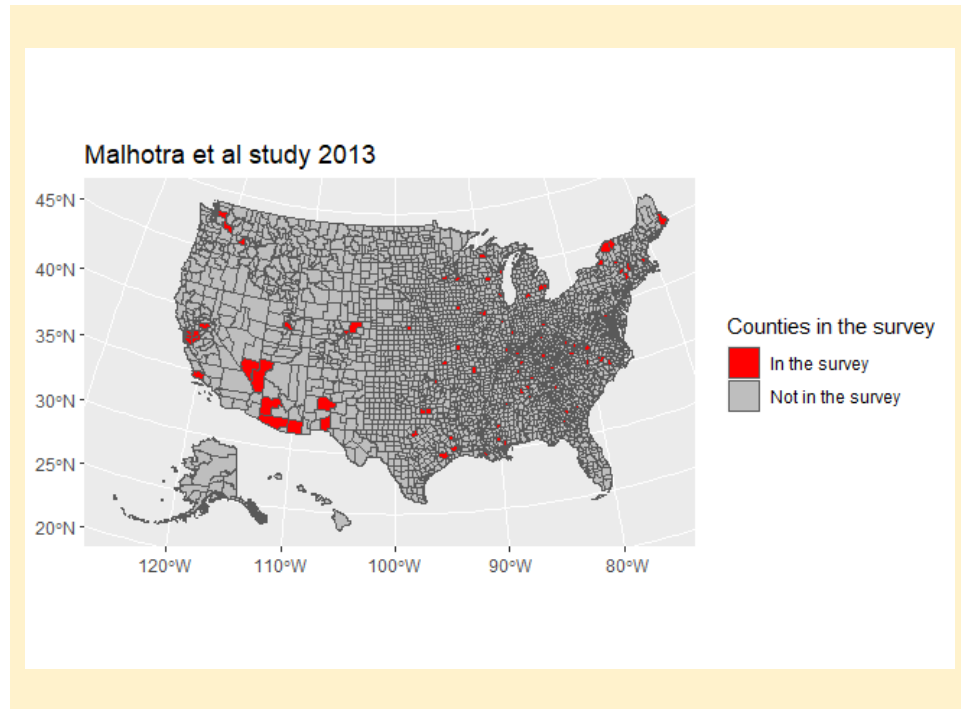 Malhotra et al study 2013
45°N
40°N
35°N
30°N
25°N
20°N
120°W
110°W
100°W
90°W
80°W
Counties in the survey
In the survey
Not in the survey